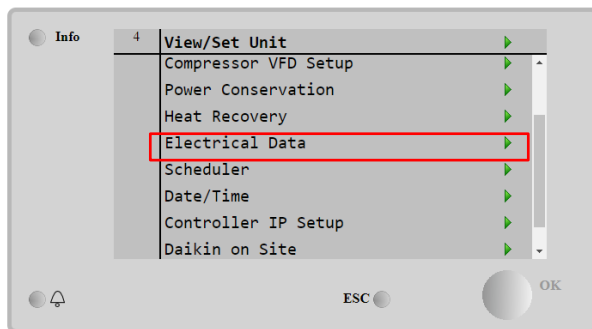 Info
4 View/Set Unit
Compressor VFD Setup
Power Conservation
Heat Recovery
Electrical Data
Scheduler
Date/Time
Controller IP Setup
Daikin on Site
ESC
OK